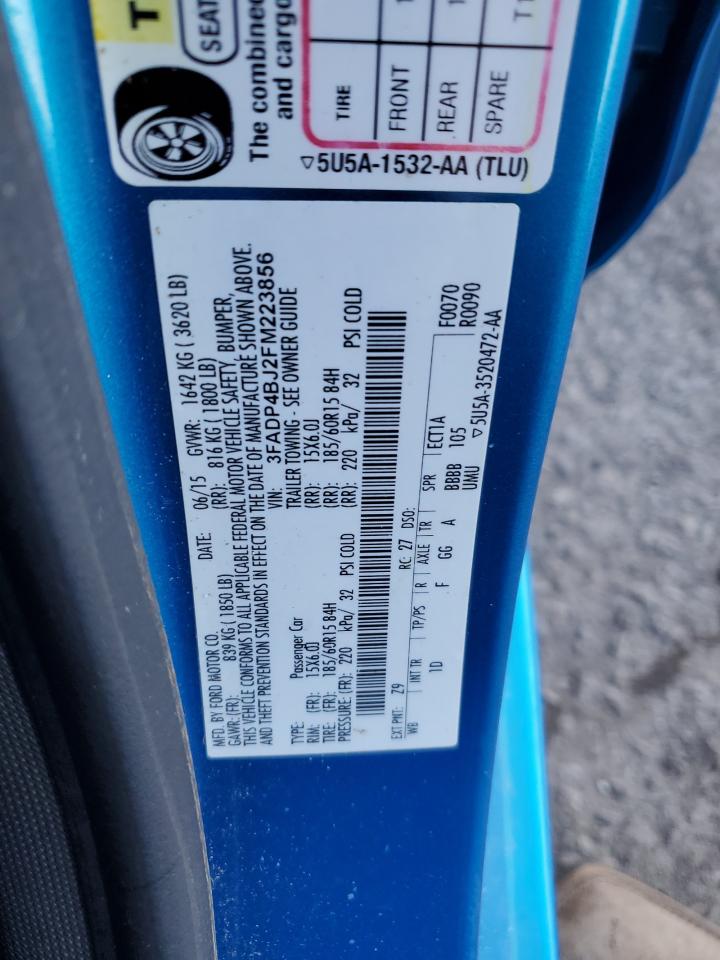 T
SEAT
The combined
and cargo
TIRE
FRONT 1
REAR 1
SPARE T1
▽5U5A-1532-AA (TLU)
MFD. BY FORD MOTOR CO. DATE: 06/15 GVWR: 1642 KG ( 3620 LB)
GAWR: (FR): 839 KG ( 1850 LB) (RR): 816 KG ( 1800 LB)
THIS VEHICLE CONFORMS TO ALL APPLICABLE FEDERAL MOTOR VEHICLE SAFETY, BUMPER,
AND THEFT PREVENTION STANDARDS IN EFFECT ON THE DATE OF MANUFACTURE SHOWN ABOVE.
VIN: 3FADP4BJ2FM223856
TYPE: Passenger Car TRAILER TOWING - SEE OWNER GUIDE
RIM: (FR): 15X6.0J (RR): 15X6.0J
TIRE: (FR): 185/60R15 84H (RR): 185/60R15 84H
PRESSURE: (FR): 220 kPa/ 32 PSI COLD (RR): 220 kPa/ 32 PSI COLD
EXT PNT: Z9 RC: 27 DSO: F0070
WB INT TR TP/PS R AXLE TR SPR ECT1A R0090
1D F GG A BBBB 105
UMU ▽5U5A-3520472-AA